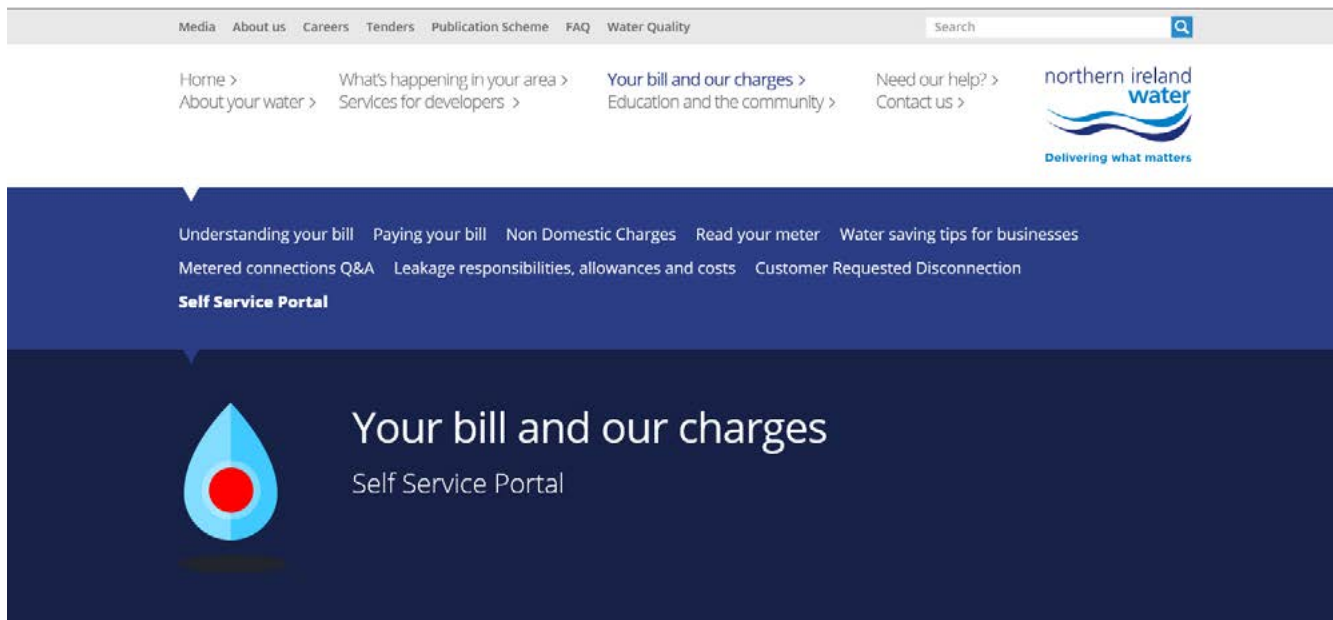 Media About us Careers Tenders Publication Scheme FAQ Water Quality Search
Home > What's happening in your area > Your bill and our charges > Need our help? >
About your water > Services for developers > Education and the community > Contact us >
northern ireland
water
Delivering what matters
Understanding your bill Paying your bill Non Domestic Charges Read your meter Water saving tips for businesses
Metered connections Q&A Leakage responsibilities, allowances and costs Customer Requested Disconnection
Self Service Portal
Your bill and our charges
Self Service Portal